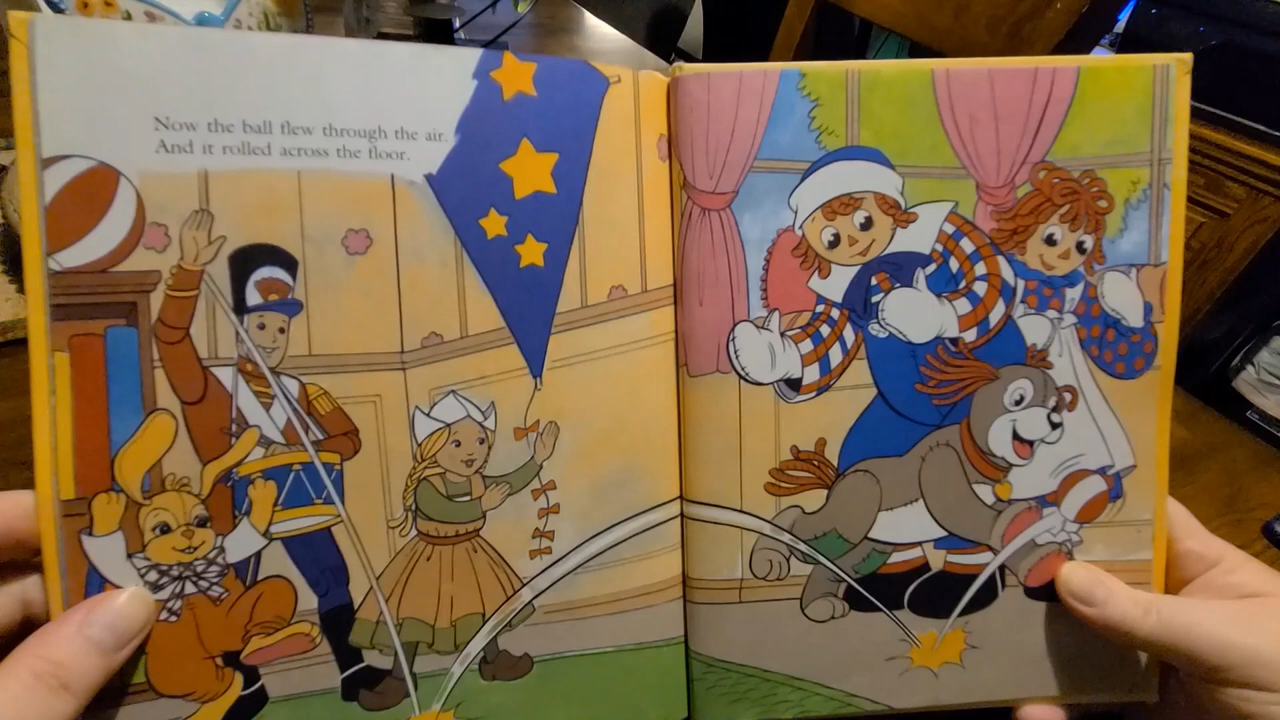 Now the ball flew through the air.
And it rolled across the floor.